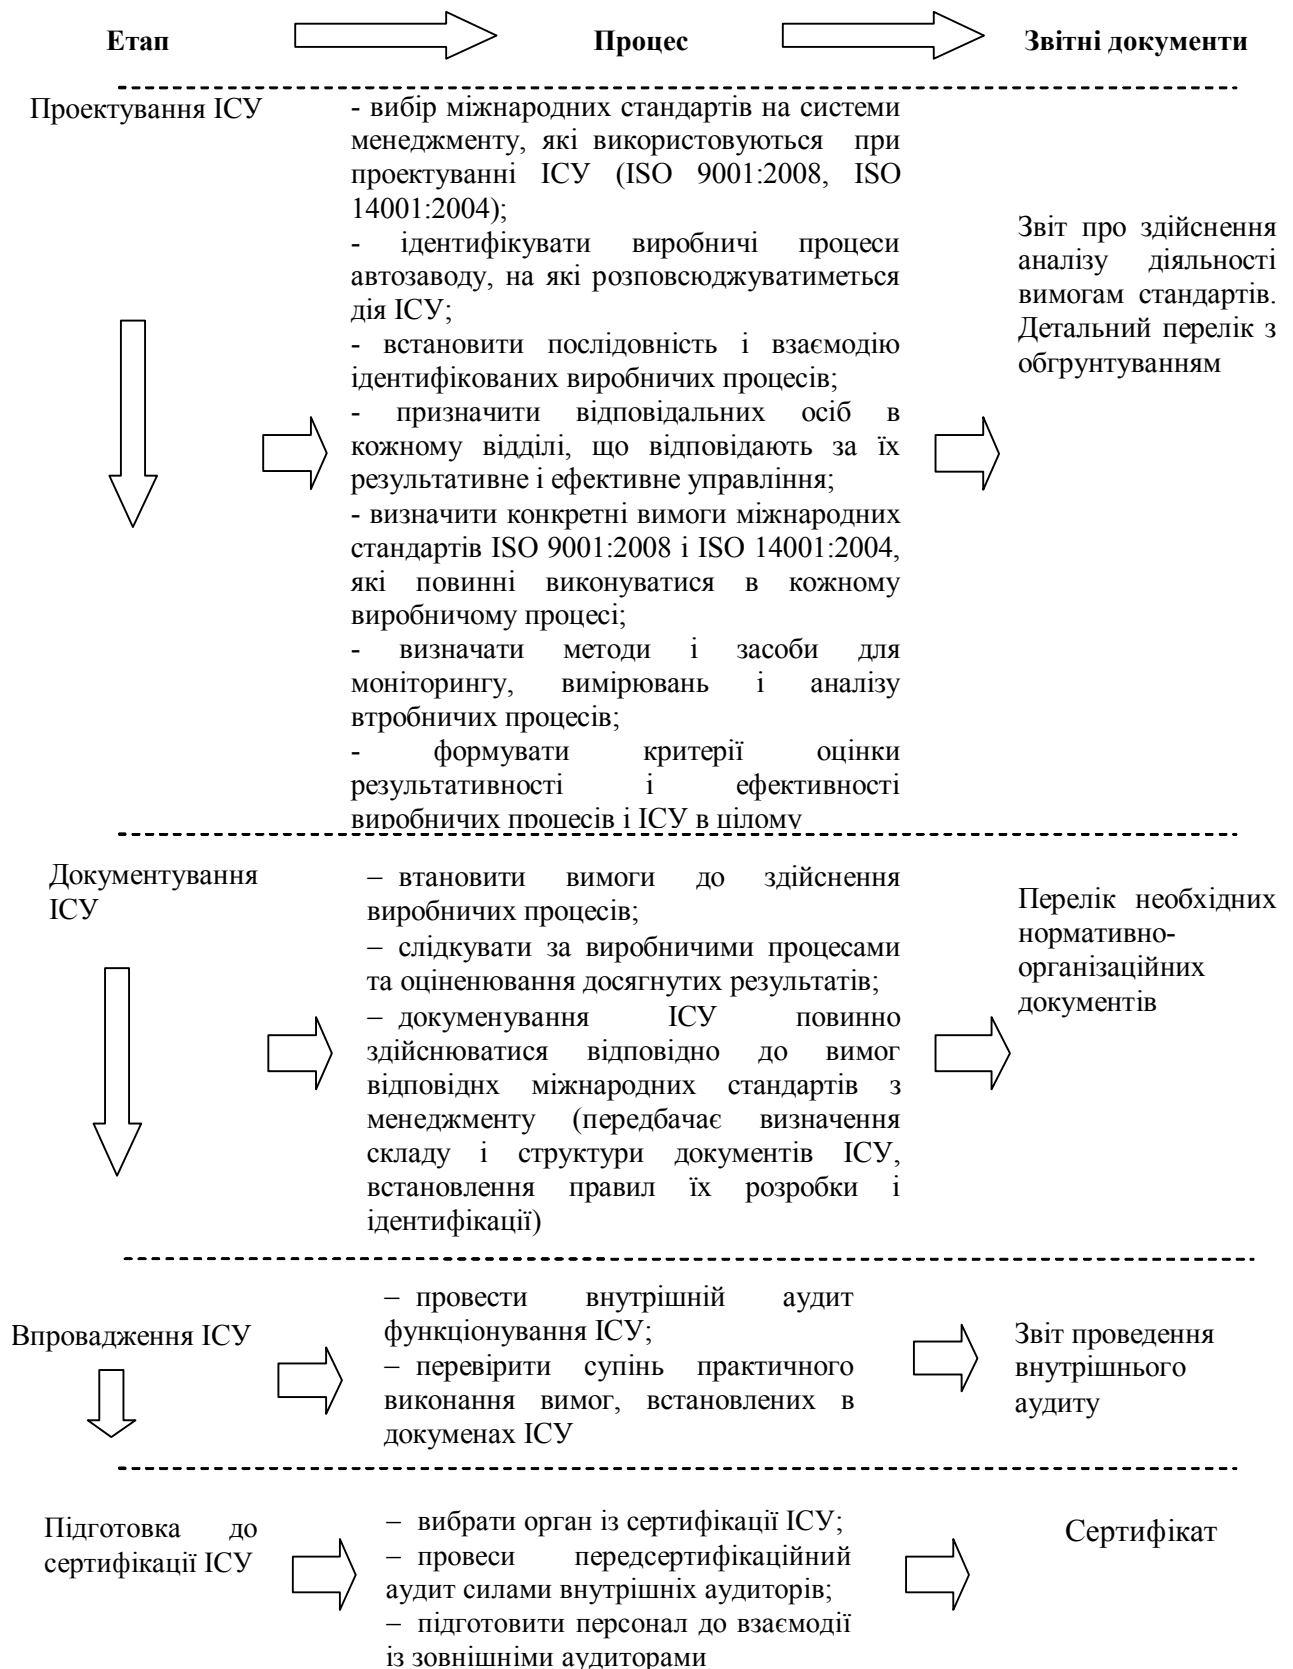 Етап Процес Звітні документи
Проектування ІСУ
- вибір міжнародних стандартів на системи
менеджменту, які використовуються при
проектуванні ІСУ (ISO 9001:2008, ISO
14001:2004);
- ідентифікувати виробничі процеси
автозаводу, на які розповсюджуватиметься
дія ІСУ;
- встановити послідовність і взаємодію
ідентифікованих виробничих процесів;
- призначити відповідальних осіб в
кожному відділі, що відповідають за їх
результативне і ефективне управління;
- визначити конкретні вимоги міжнародних
стандартів ISO 9001:2008 і ISO 14001:2004,
які повинні виконуватися в кожному
виробничому процесі;
- визначати методи і засоби для
моніторингу, вимірювань і аналізу
втробничих процесів;
- формувати критерії оцінки
результативності і ефективності
виробничих процесів і ІСУ в цілому
Звіт про здійснення
аналізу діяльності
вимогам стандартів.
Детальний перелік з
обгрунтуванням
Документування
ІСУ
– втановити вимоги до здійснення
виробничих процесів;
– слідкувати за виробничими процесами
та оціненювання досягнутих результатів;
– докуменування ІСУ повинно
здійснюватися відповідно до вимог
відповіднх міжнародних стандартів з
менеджменту (передбачає визначення
складу і структури документів ІСУ,
встановлення правил їх розробки і
ідентифікації)
Перелік необхідних
нормативно-
організаційних
документів
Впровадження ІСУ
– провести внутрішній аудит
функціонування ІСУ;
– перевірити супінь практичного
виконання вимог, встановлених в
докуменах ІСУ
Звіт проведення
внутрішнього
аудиту
Підготовка до
сертифікації ІСУ
– вибрати орган із сертифікації ІСУ;
– провеси передсертифікаційний
аудит силами внутрішніх аудиторів;
– підготовити персонал до взаємодії
із зовнішніми аудиторами
Сертифікат